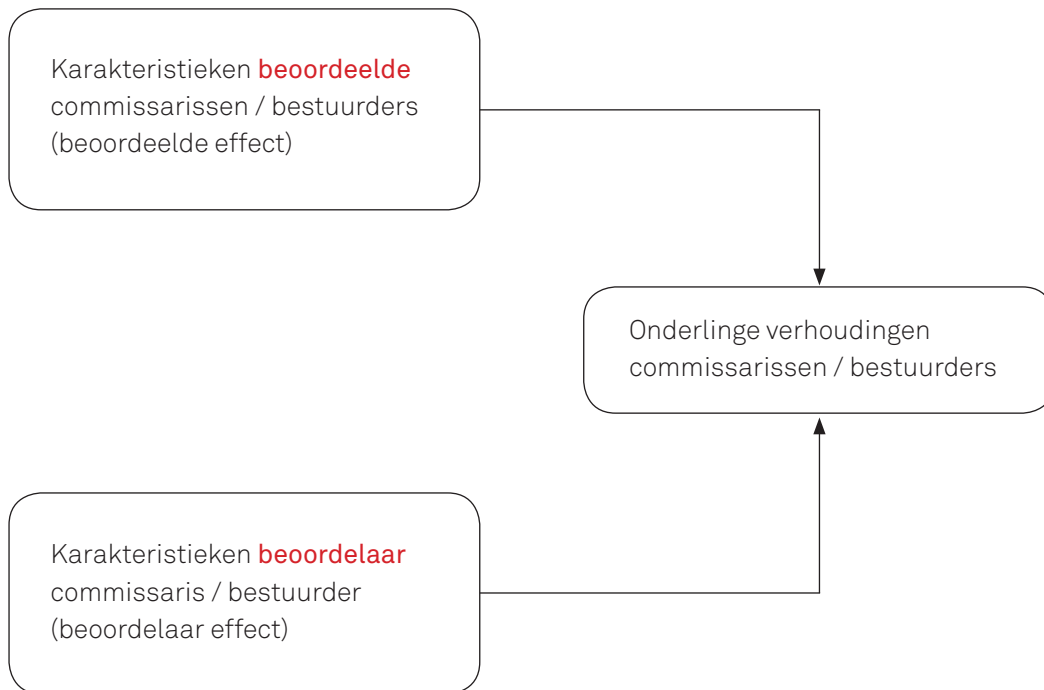 Karakteristieken beoordeelde
commissarissen / bestuurders
(beoordeelde effect)
Onderlinge verhoudingen
commissarissen / bestuurders
Karakteristieken beoordelaar
commissaris / bestuurder
(beoordelaar effect)